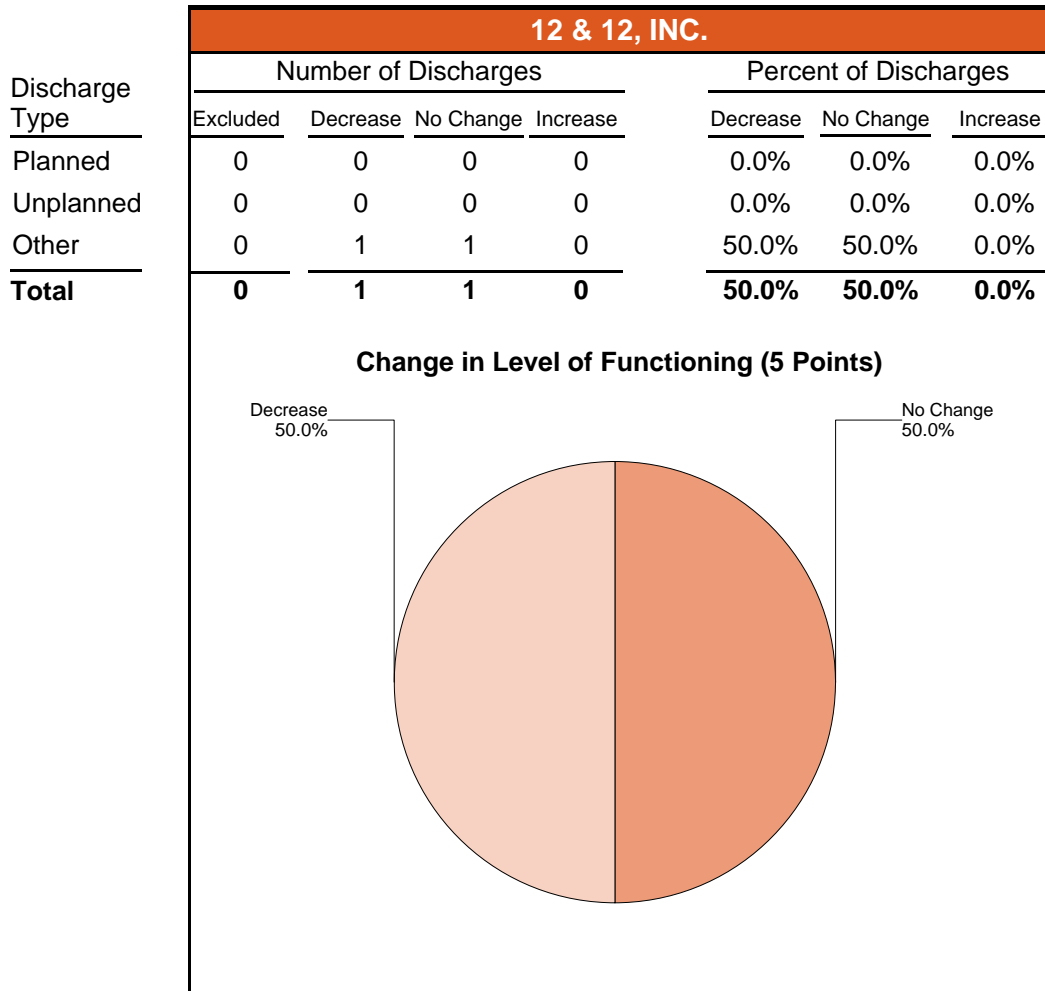 12 & 12, INC.
Number of Discharges Percent of Discharges
Discharge
Type Excluded Decrease No Change Increase Decrease No Change Increase
Planned 0 0 0 0 0.0% 0.0% 0.0%
Unplanned 0 0 0 0 0.0% 0.0% 0.0%
Other 0 1 1 0 50.0% 50.0% 0.0%
Total 0 1 1 0 50.0% 50.0% 0.0%
Change in Level of Functioning (5 Points)
Decrease
50.0%
No Change
50.0%